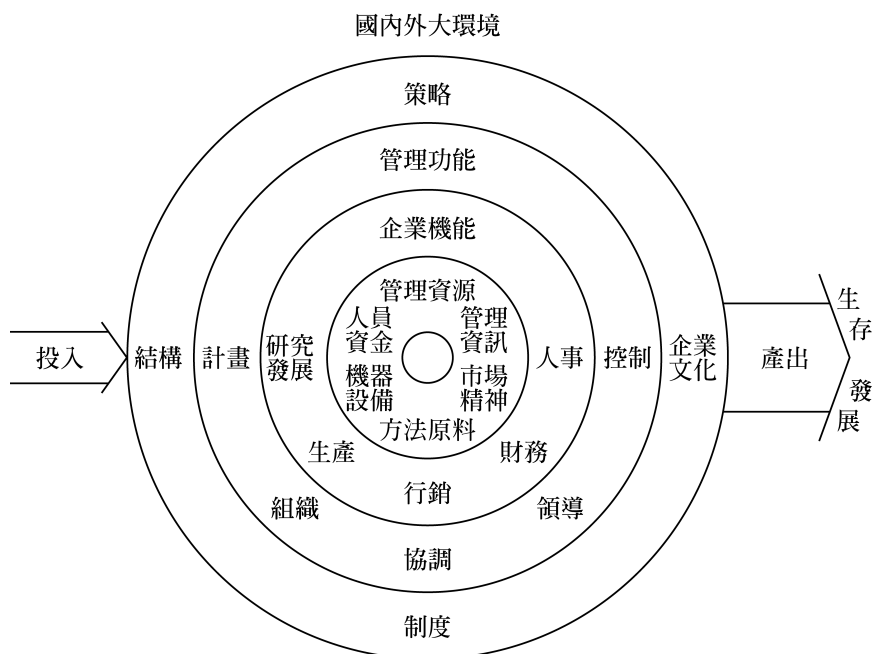 國內外大環境
策略
管理功能
企業機能
管理資源
人員
資金
管理
資訊
機器
設備
市場
精神
方法原料
投入
結構
計畫
研究
發展
人事
控制
企業
文化
產出
生
存
發
展
生產
財務
行銷
組織
領導
協調
制度